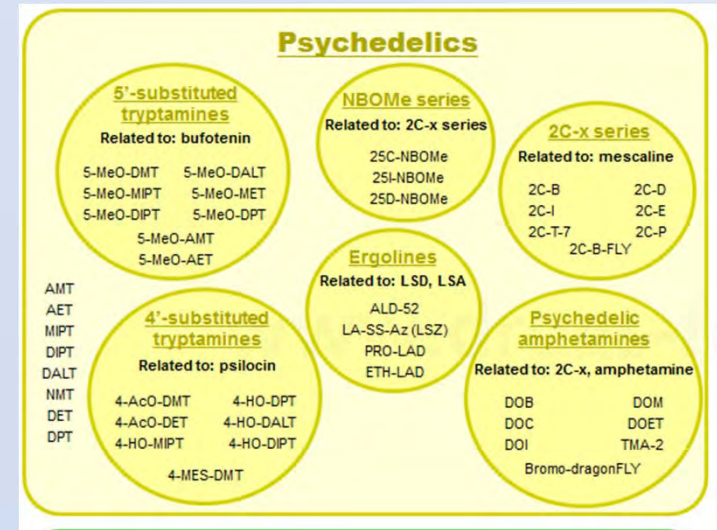 Psychedelics
5'-substituted
tryptamines
Related to: bufotenin
5-MeO-DMT 5-MeO-DALT
5-MeO-MIPT 5-MeO-MET
5-MeO-DIPT 5-MeO-DPT
5-MeO-AMT
5-MeO-AET
NBOMe series
Related to: 2C-x series
25C-NBOMe
25I-NBOMe
25D-NBOMe
2C-x series
Related to: mescaline
2C-B 2C-D
2C-I 2C-E
2C-T-7 2C-P
2C-B-FLY
Ergolines
Related to: LSD, LSA
ALD-52
LA-SS-Az (LSZ)
PRO-LAD
ETH-LAD
AMT
AET
MIPT
DIPT
DALT
NMT
DET
DPT
4'-substituted
tryptamines
Related to: psilocin
4-AcO-DMT 4-HO-DPT
4-AcO-DET 4-HO-DALT
4-HO-MIPT 4-HO-DIPT
4-MES-DMT
Psychedelic
amphetamines
Related to: 2C-x, amphetamine
DOB DOM
DOC DOET
DOI TMA-2
Bromo-dragonFLY